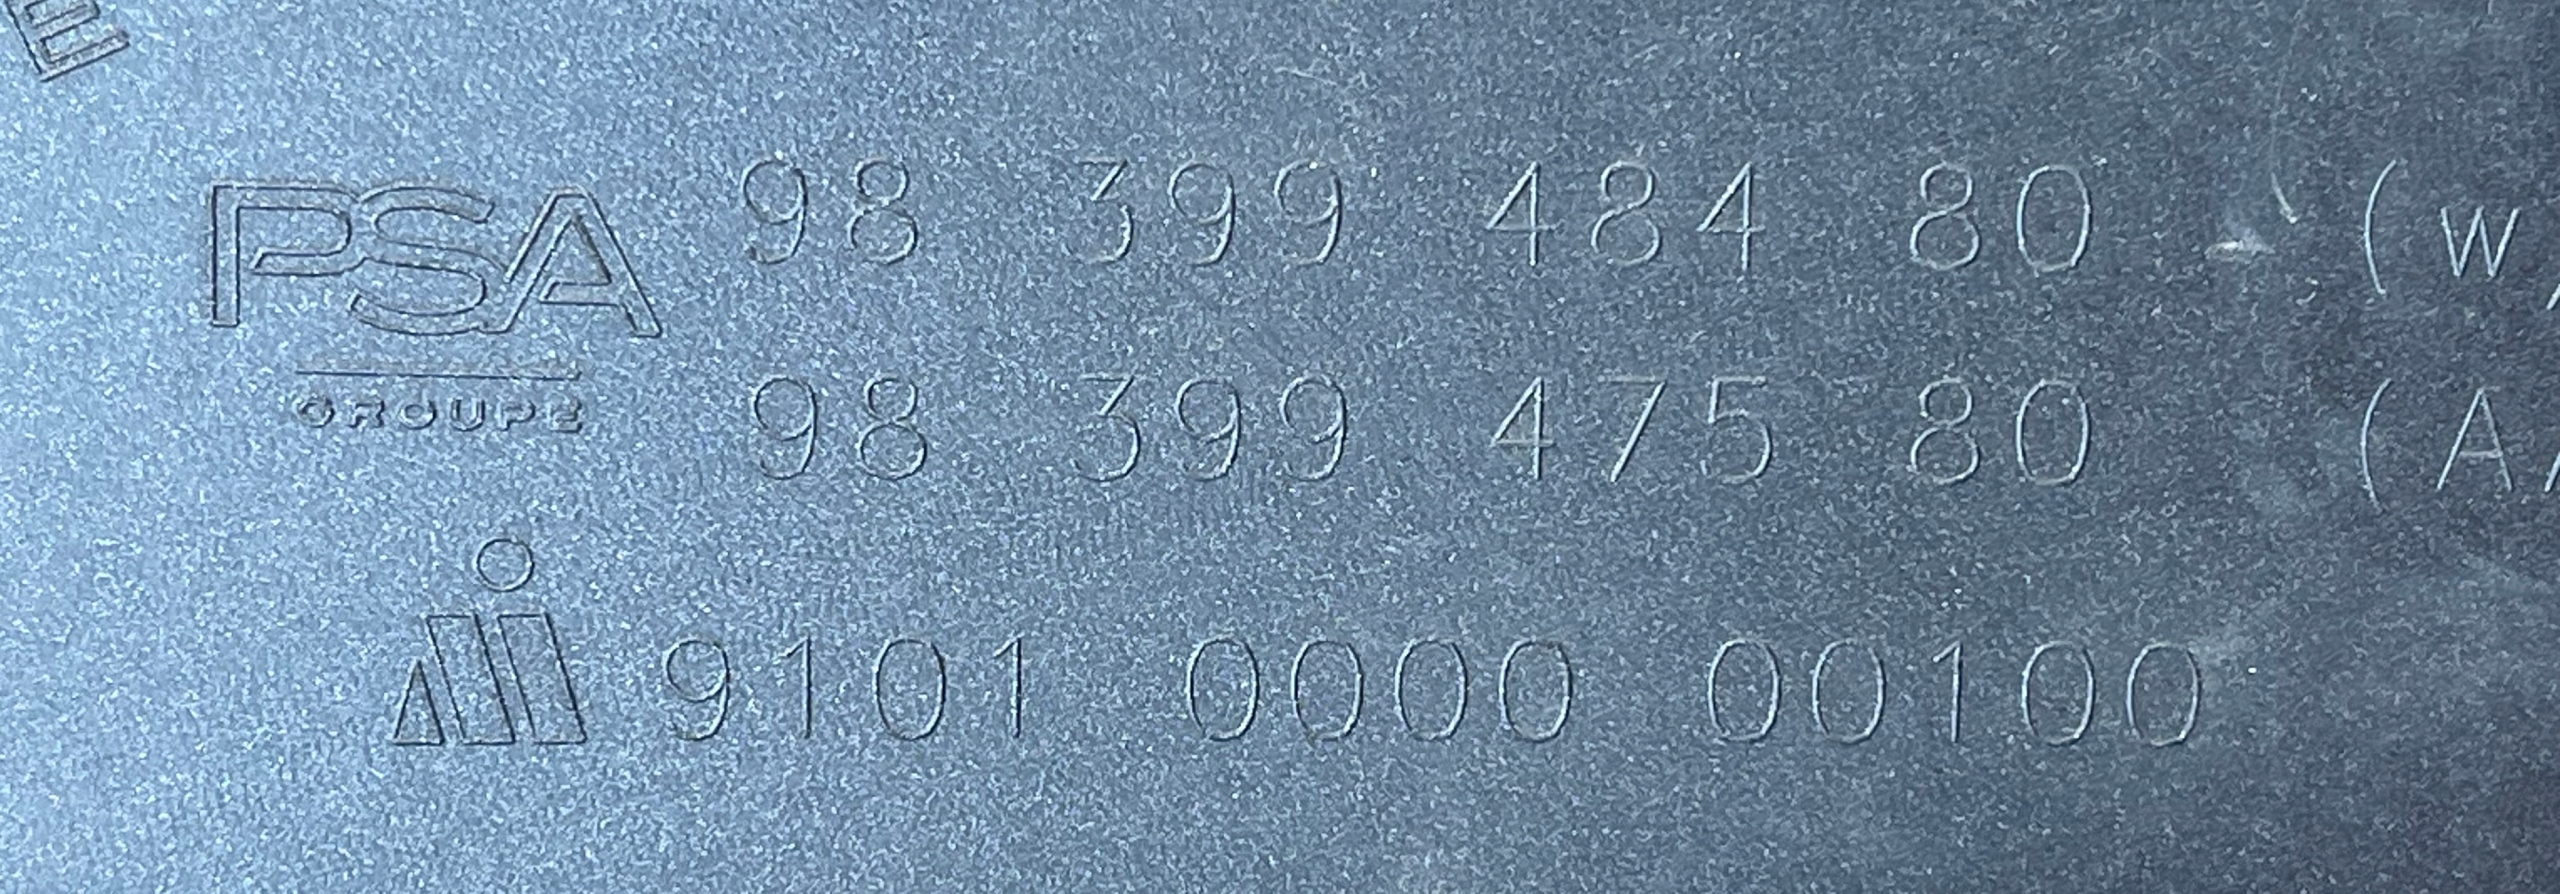 E
PSA 98 399 484 80 - (W/
GROUPE
98 399 475 80 (A/
9101 0000 00100